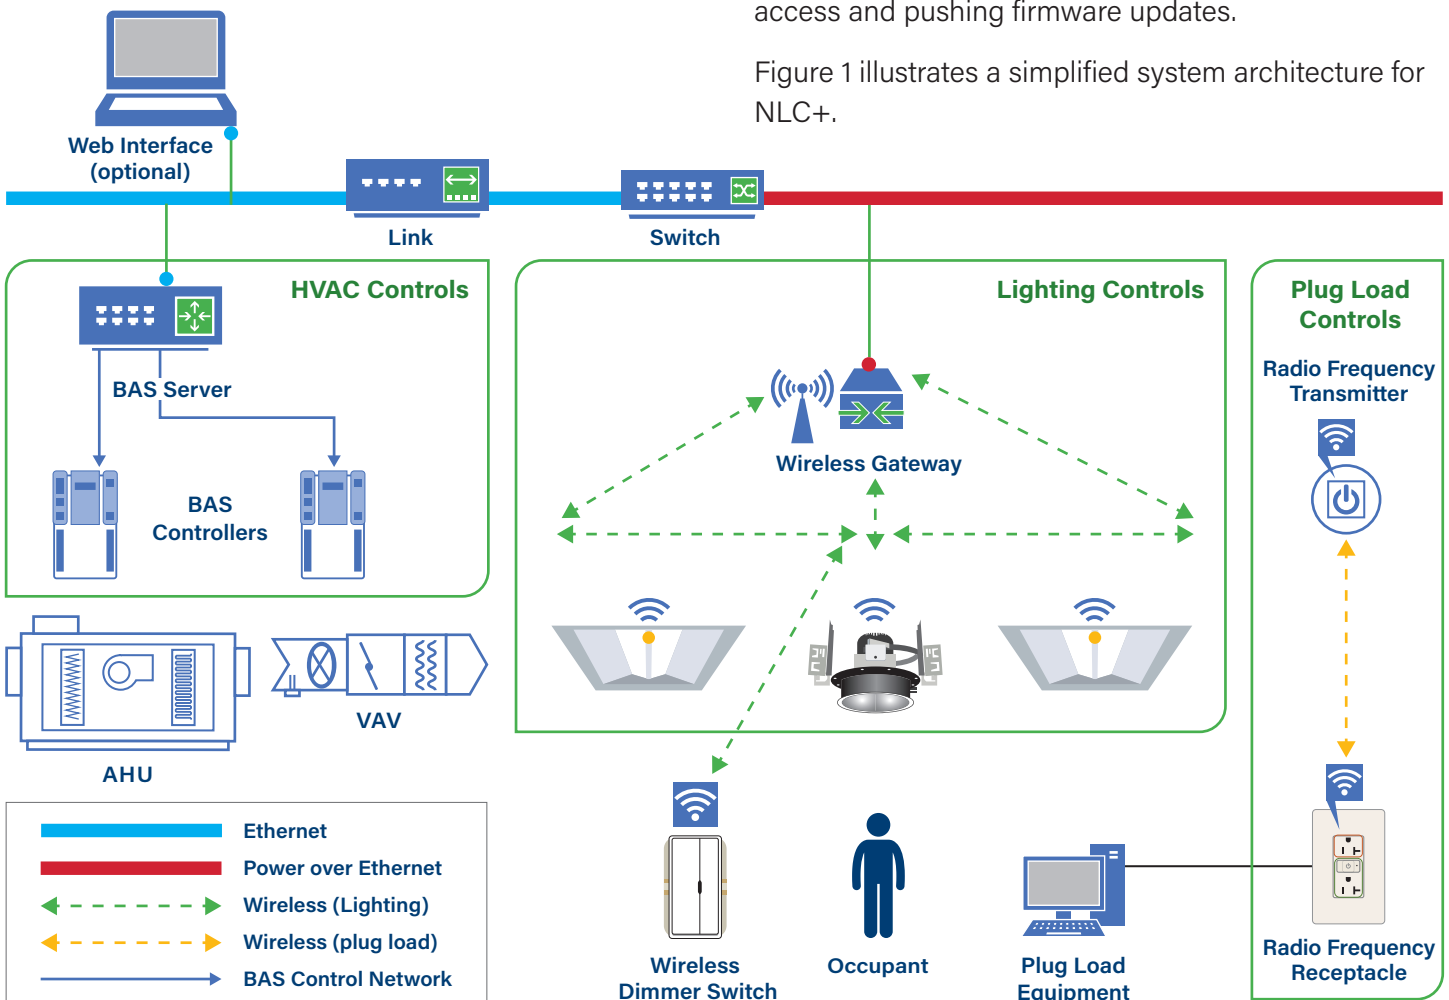 access and pushing firmware updates.
Figure 1 illustrates a simplified system architecture for
NLC+.
Web Interface
(optional)
Link
Switch
HVAC Controls
BAS Server
BAS
Controllers
AHU
VAV
Lighting Controls
Wireless Gateway
Plug Load
Controls
Radio Frequency
Transmitter
Radio Frequency
Receptacle
Wireless
Dimmer Switch
Occupant
Plug Load
Equipment
Ethernet
Power over Ethernet
Wireless (Lighting)
Wireless (plug load)
BAS Control Network